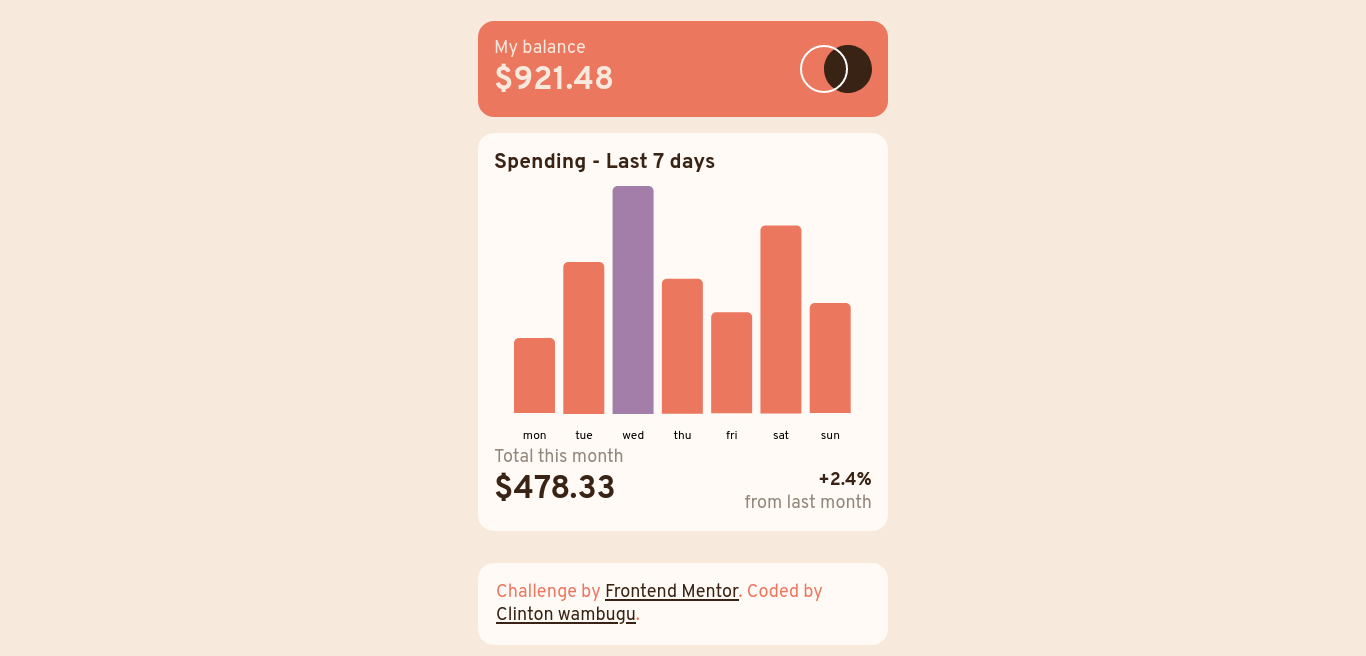 My balance
$921.48
Spending - Last 7 days
mon tue wed thu fri sat sun
Total this month
$478.33
+2.4%
from last month
Challenge by Frontend Mentor. Coded by
Clinton wambugu.